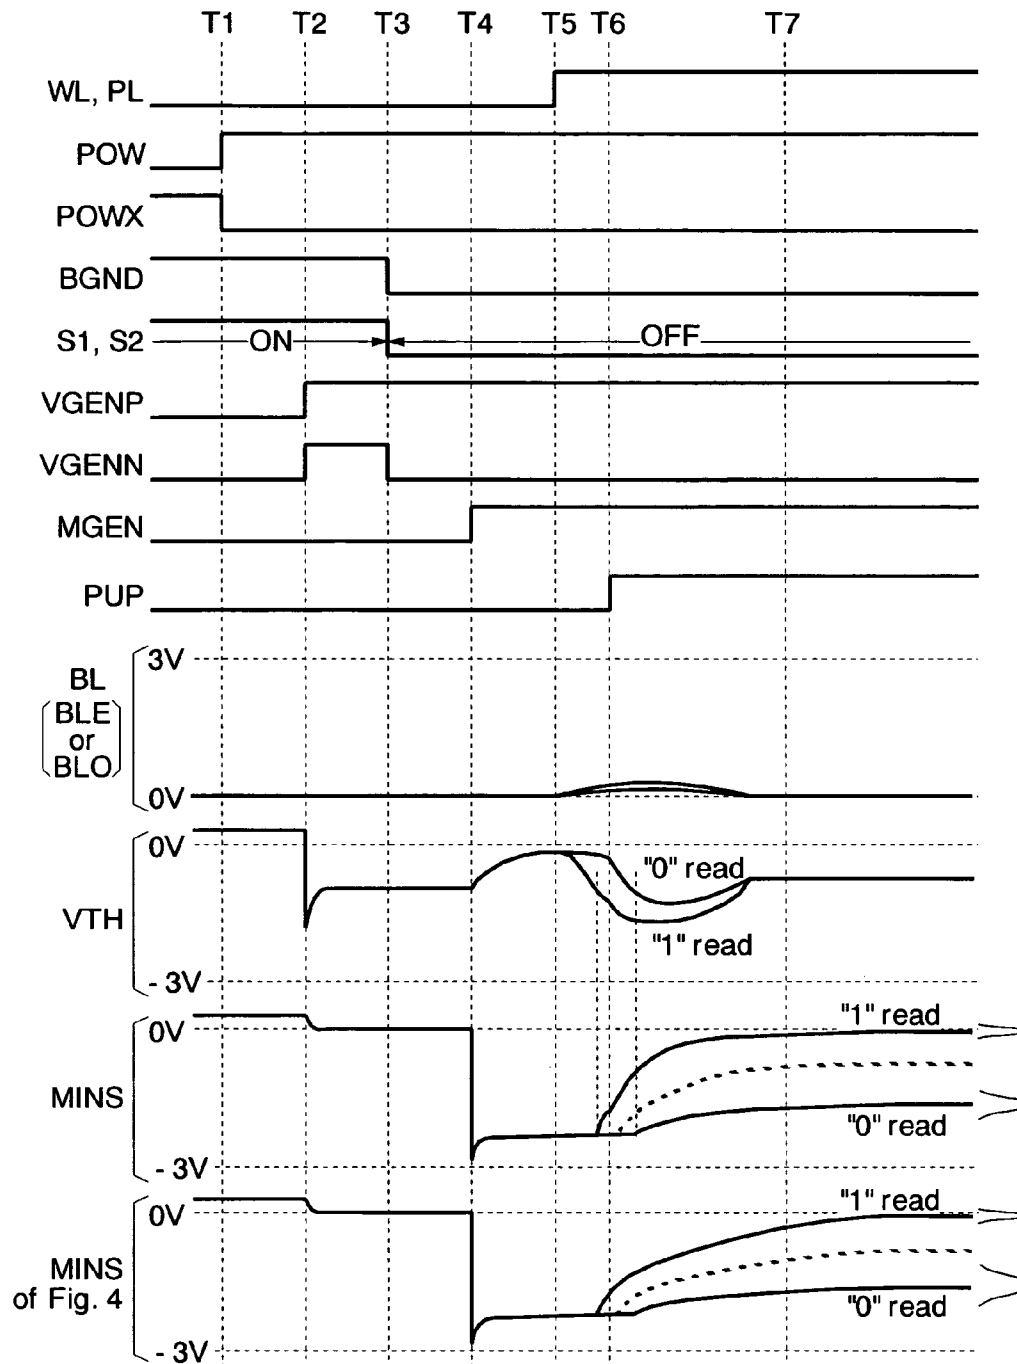 T1 T2 T3 T4 T5 T6 T7
WL, PL
POW
POWX
BGND
S1, S2 ON OFF
VGENP
VGENN
MGEN
PUP
3V
BL
BLE
or
BLO
0V
0V
"0" read
VTH
"1" read
- 3V
"1" read
0V
MINS
"0" read
- 3V
"1" read
0V
MINS
of Fig. 4
"0" read
- 3V